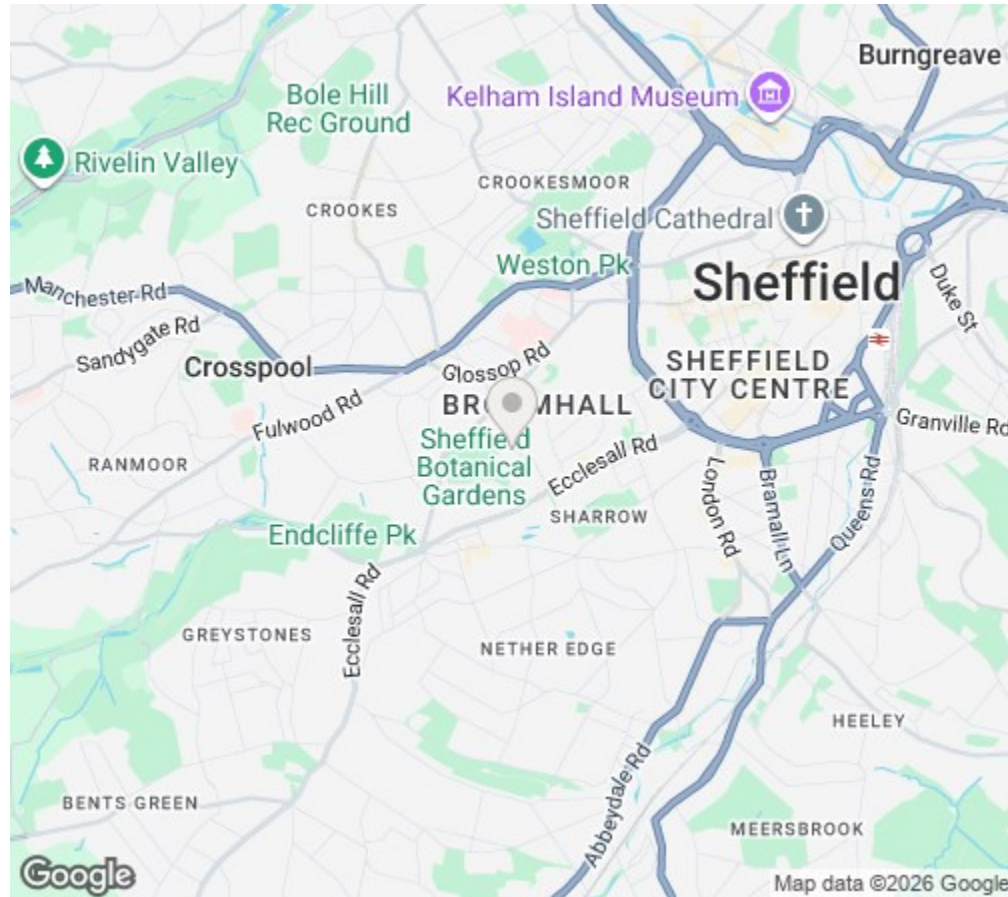 Burngreave
Bole Hill
Rec Ground
Kelham Island Museum
Rivelin Valley
CROOKESMOOR
CROOKES
Sheffield Cathedral
Weston Pk
Sheffield
Manchester Rd
Duke St
Sandygate Rd
Crosspool
Glossop Rd
SHEFFIELD
CITY CENTRE
Fulwood Rd
Granville Rd
Sheffield
Botanical
Gardens
Ecclesall Rd
RANMOOR
London Rd
Bramall Ln
Queens Rd
SHARROW
Endcliffe Pk
Ecclesall Rd
GREYSTONES
NETHER EDGE
HEELEY
Abbeydale Rd
BENTS GREEN
MEERSBROOK
Google
Map data ©2026 Google